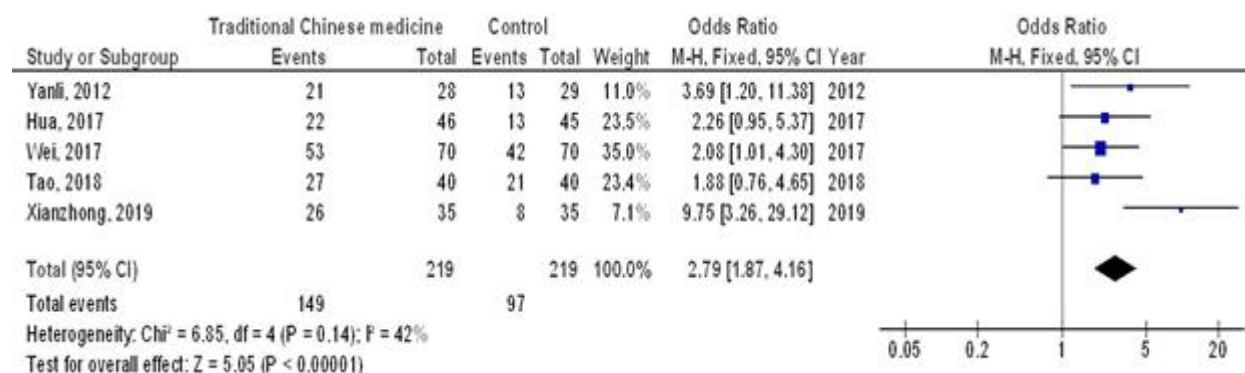 Traditional Chinese medicine Control Odds Ratio Odds Ratio
Study or Subgroup Events Total Events Total Weight M-H, Fixed, 95% CI Year M-H, Fixed, 95% CI
Yanli, 2012 21 28 13 29 11.0% 3.69 [1.20, 11.38] 2012
Hua, 2017 22 46 13 45 23.5% 2.26 [0.95, 5.37] 2017
Wei, 2017 53 70 42 70 35.0% 2.08 [1.01, 4.30] 2017
Tao, 2018 27 40 21 40 23.4% 1.88 [0.76, 4.65] 2018
Xianzhong, 2019 26 35 8 35 7.1% 9.75 [3.26, 29.12] 2019
Total (95% CI) 219 219 100.0% 2.79 [1.87, 4.16]
Total events 149 97
Heterogeneity: Chi² = 6.85, df = 4 (P = 0.14); I² = 42%
Test for overall effect: Z = 5.05 (P < 0.00001)
0.05 0.2 1 5 20